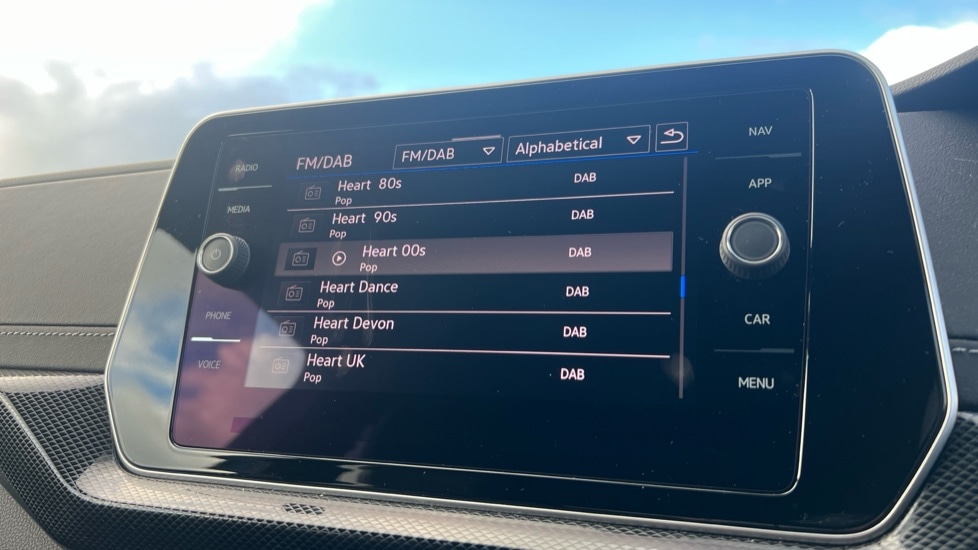 RADIO
MEDIA
PHONE
VOICE
FM/DAB FM/DAB Alphabetical
Heart 80s DAB
Pop
Heart 90s DAB
Pop
Heart 00s DAB
Pop
Heart Dance DAB
Pop
Heart Devon DAB
Pop
Heart UK DAB
Pop
NAV
APP
CAR
MENU